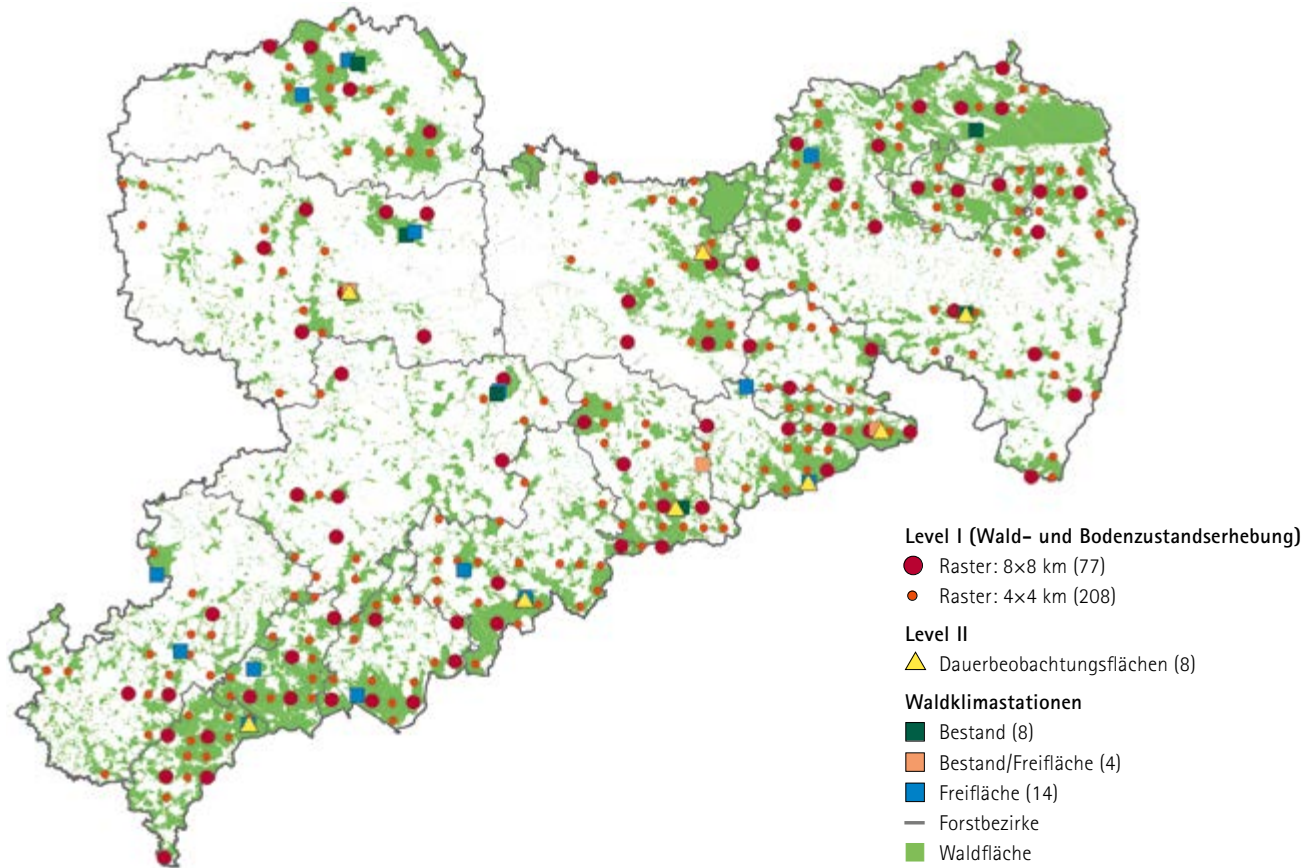 Level I (Wald- und Bodenzustandserhebung)
Raster: 8×8 km (77)
Raster: 4×4 km (208)
Level II
Dauerbeobachtungsflächen (8)
Waldklimastationen
Bestand (8)
Bestand/Freifläche (4)
Freifläche (14)
Forstbezirke
Waldfläche